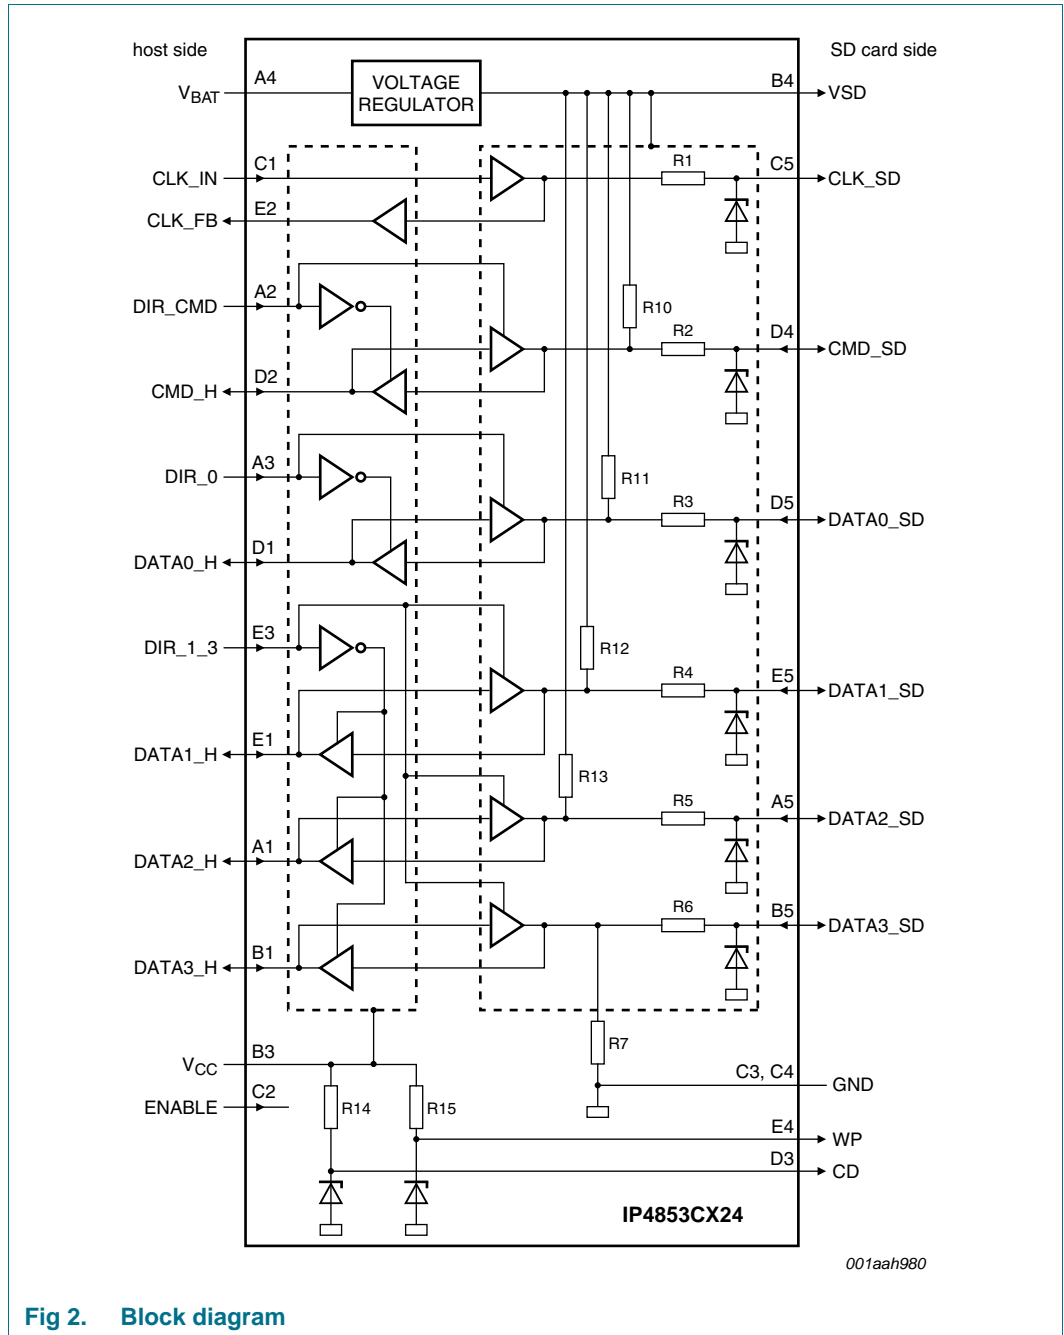 host side
SD card side
VBAT
A4
VOLTAGE
REGULATOR
B4
VSD
CLK_IN
C1
R1
C5
CLK_SD
CLK_FB
E2
DIR_CMD
A2
R10
R2
D4
CMD_SD
CMD_H
D2
DIR_0
A3
R11
R3
D5
DATA0_SD
DATA0_H
D1
DIR_1_3
E3
R12
R4
E5
DATA1_SD
DATA1_H
E1
R13
R5
A5
DATA2_SD
DATA2_H
A1
R6
B5
DATA3_SD
DATA3_H
B1
R7
VCC
B3
C3, C4
GND
ENABLE
C2
R14
R15
E4
WP
D3
CD
IP4853CX24
001aah980
Fig 2. Block diagram